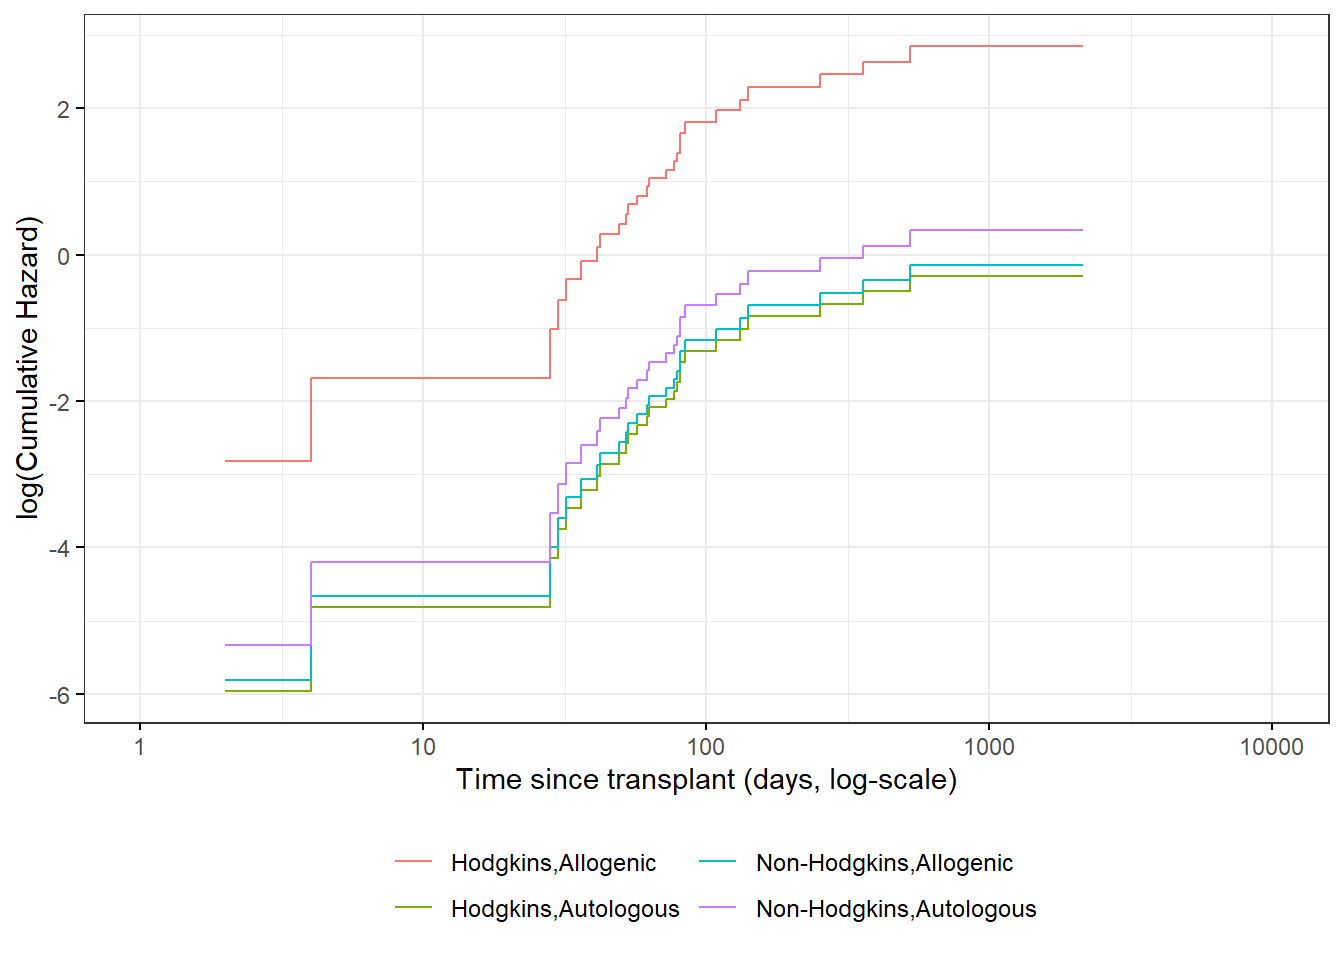 log(Cumulative Hazard)
2
0
-2
-4
-6
1 10 100 1000 10000
Time since transplant (days, log-scale)
Hodgkins,Allogenic Non-Hodgkins,Allogenic
Hodgkins,Autologous Non-Hodgkins,Autologous